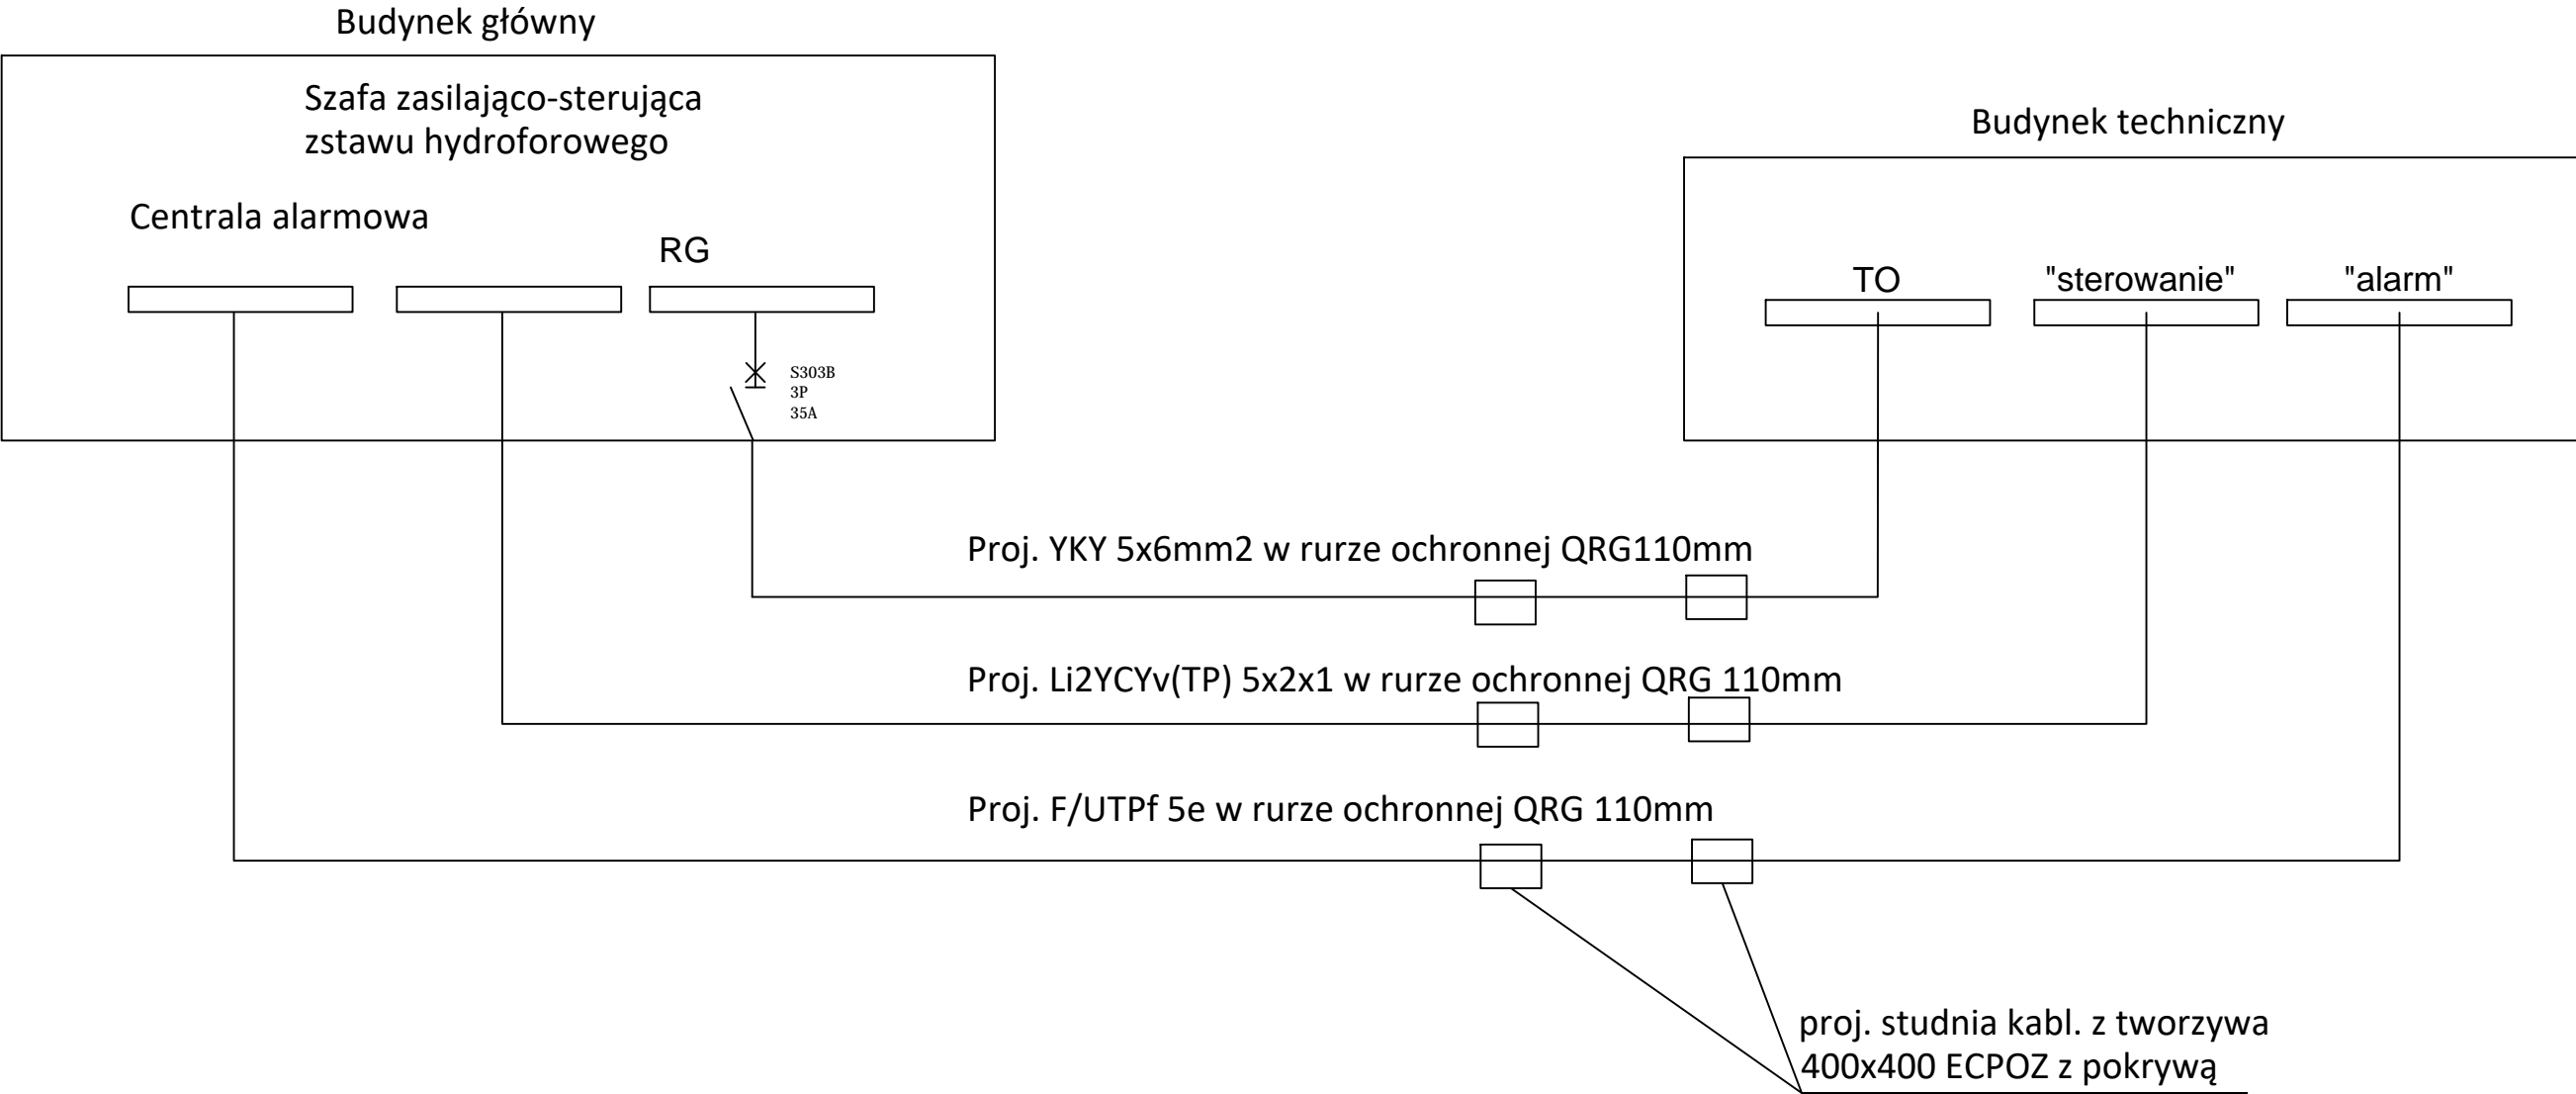 Budynek główny
Szafa zasilająco-sterująca
zstawu hydroforowego
Centrala alarmowa
RG
S303B
3P
35A
Budynek techniczny
TO
"sterowanie"
"alarm"
Proj. YKY 5x6mm2 w rurze ochronnej QRG110mm
Proj. Li2YCYv(TP) 5x2x1 w rurze ochronnej QRG 110mm
Proj. F/UTPf 5e w rurze ochronnej QRG 110mm
proj. studnia kabl. z tworzywa
400x400 ECPOZ z pokrywą